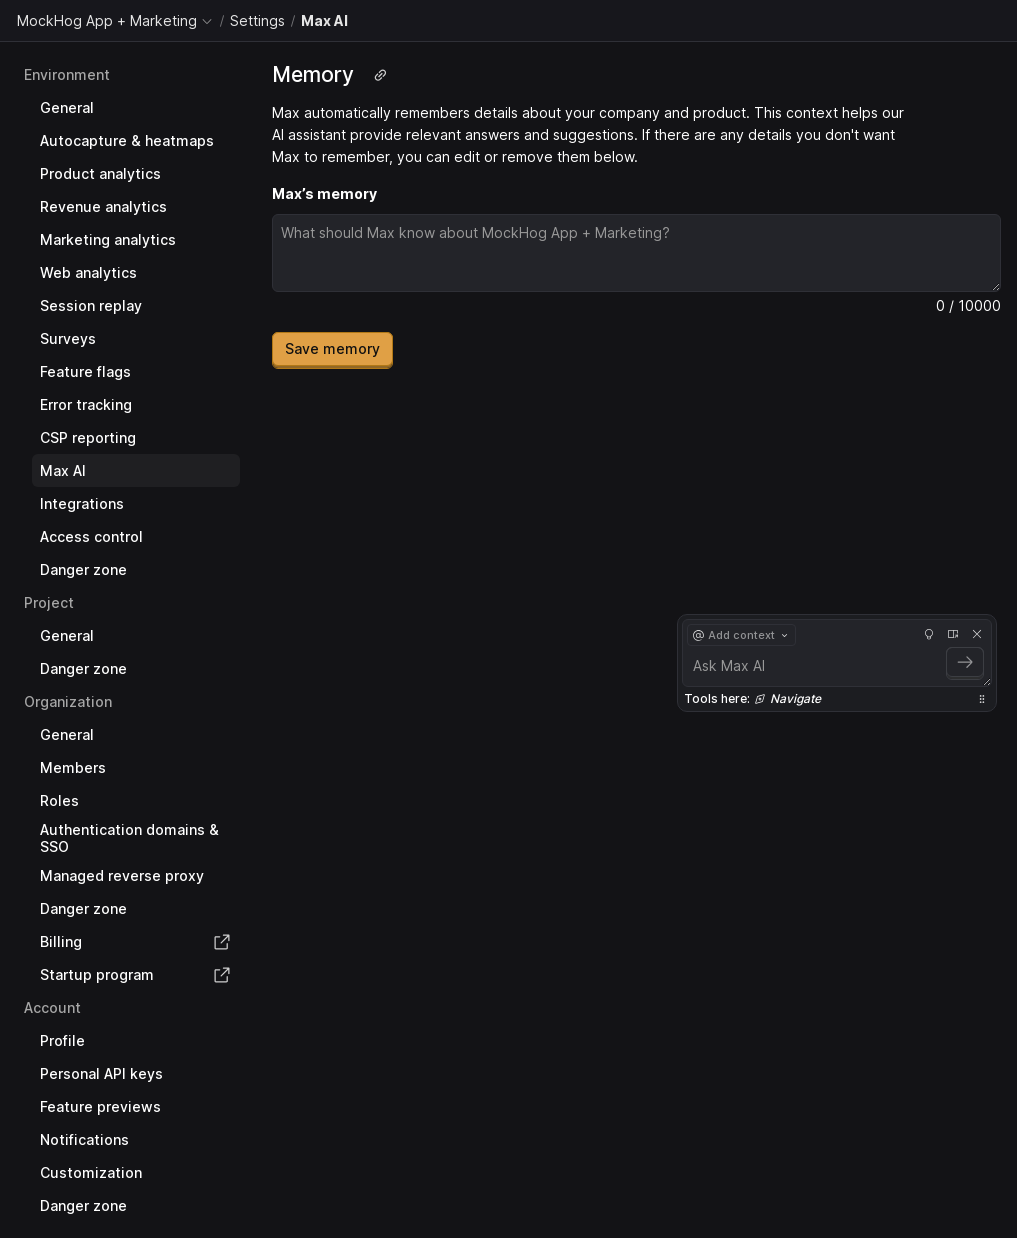 MockHog App + Marketing / Settings / Max AI
Environment
General
Autocapture & heatmaps
Product analytics
Revenue analytics
Marketing analytics
Web analytics
Session replay
Surveys
Feature flags
Error tracking
CSP reporting
Max AI
Integrations
Access control
Danger zone
Project
General
Danger zone
Organization
General
Members
Roles
Authentication domains &
SSO
Managed reverse proxy
Danger zone
Billing
Startup program
Account
Profile
Personal API keys
Feature previews
Notifications
Customization
Danger zone
Memory
Max automatically remembers details about your company and product. This context helps our
AI assistant provide relevant answers and suggestions. If there are any details you don't want
Max to remember, you can edit or remove them below.
Max’s memory
What should Max know about MockHog App + Marketing?
0 / 10000
Save memory
@ Add context
Ask Max AI
Tools here: Navigate